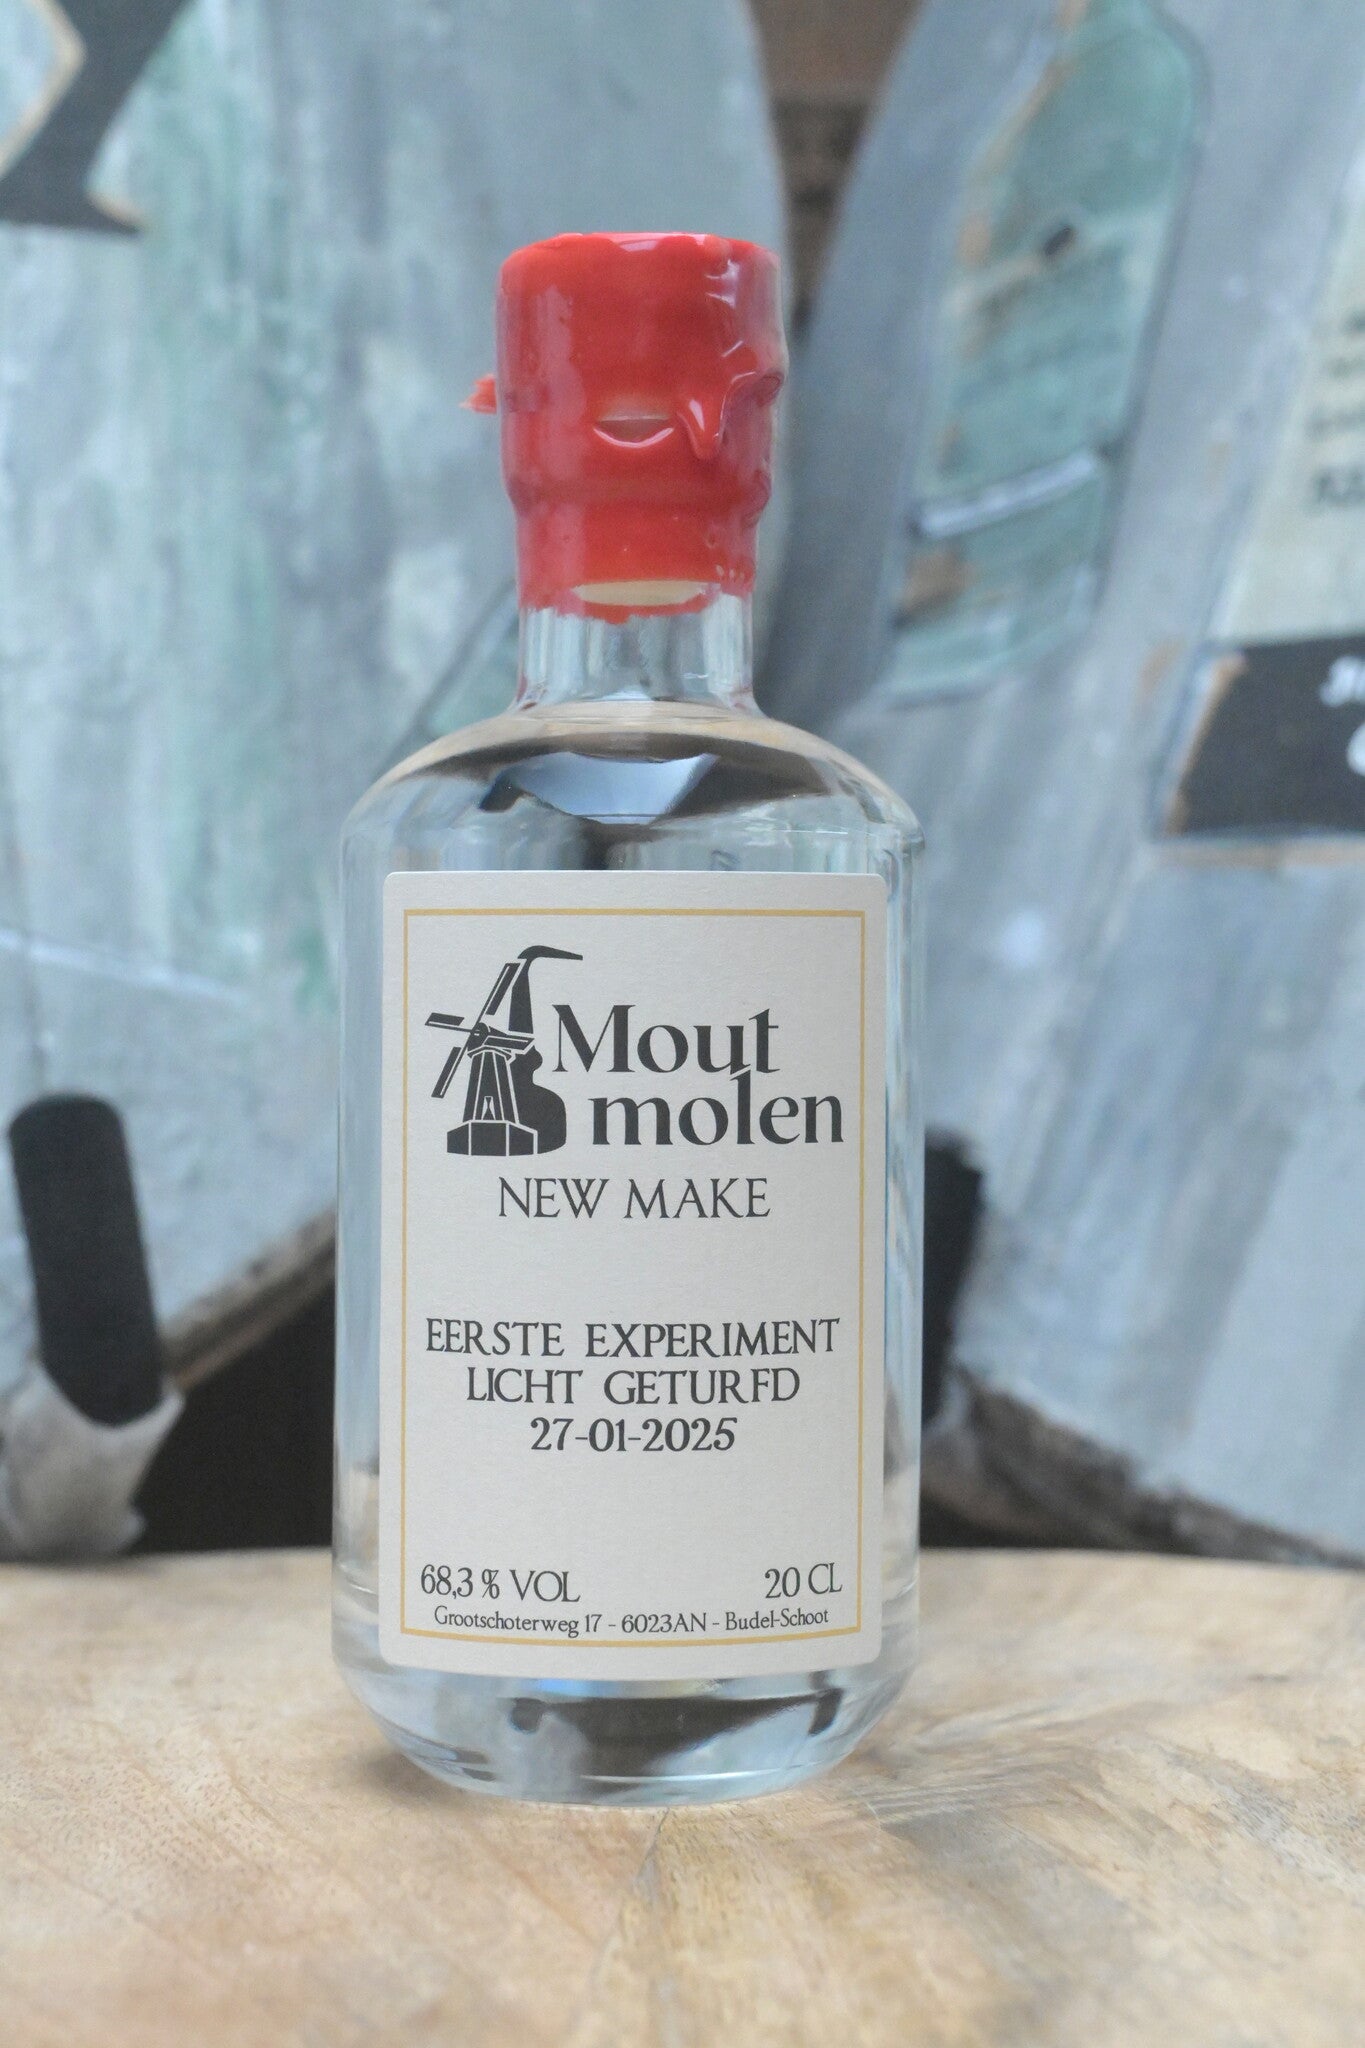 Mout
molen
NEW MAKE
EERSTE EXPERIMENT
LICHT GETURFD
27-01-2025
68,3 % VOL
20 CL
Grootschoterweg 17 - 6023AN - Budel-Schoot